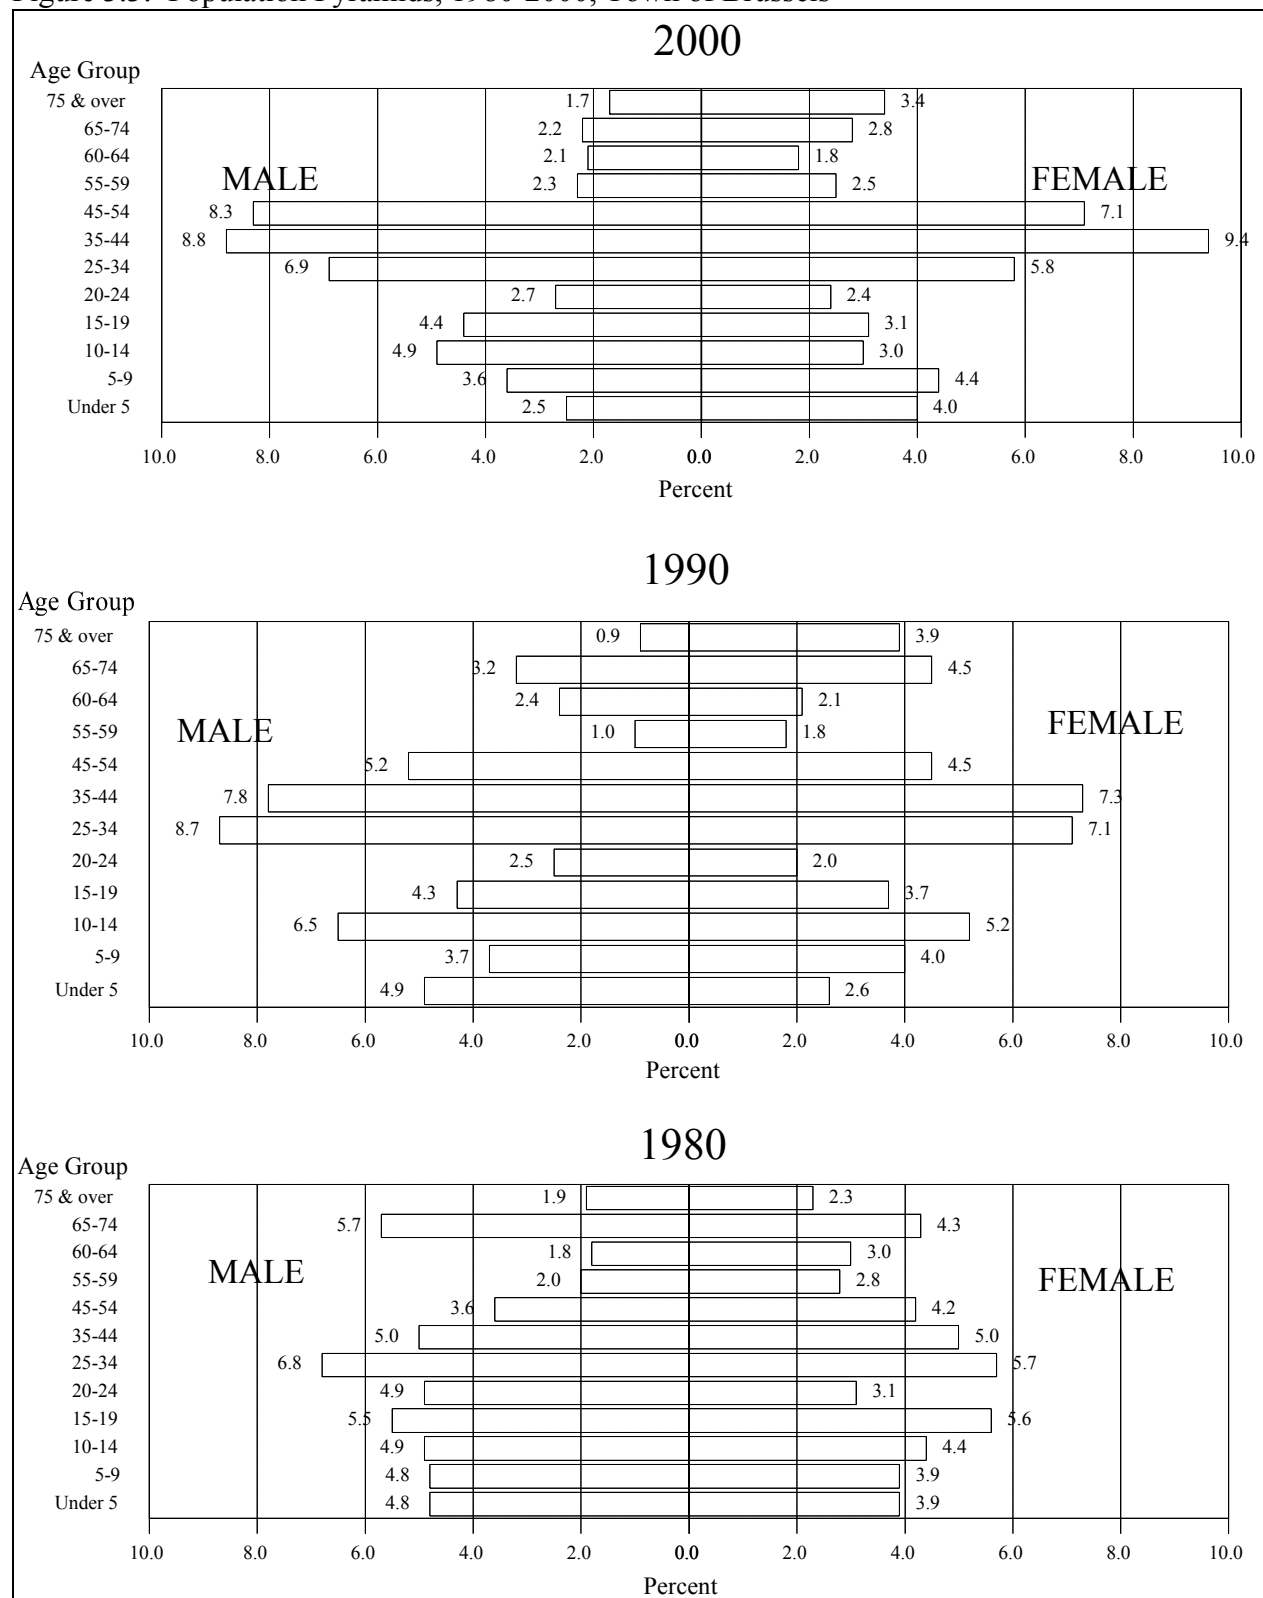 Figure 3.3. Population Pyramids, 1980-2000, Town of Brussels
2000
Age Group
75 & over 1.7 3.4
65-74 2.2 2.8
60-64 2.1 1.8
MALE FEMALE
55-59 2.3 2.5
45-54 8.3 7.1
35-44 8.8 9.4
25-34 6.9 5.8
20-24 2.7 2.4
15-19 4.4 3.1
10-14 4.9 3.0
5-9 3.6 4.4
Under 5 2.5 4.0
10.0 8.0 6.0 4.0 2.0 0.0 2.0 4.0 6.0 8.0 10.0
Percent
1990
Age Group
75 & over 0.9 3.9
65-74 3.2 4.5
60-64 2.4 2.1
MALE FEMALE
55-59 1.0 1.8
45-54 5.2 4.5
35-44 7.8 7.3
25-34 8.7 7.1
20-24 2.5 2.0
15-19 4.3 3.7
10-14 6.5 5.2
5-9 3.7 4.0
Under 5 4.9 2.6
10.0 8.0 6.0 4.0 2.0 0.0 2.0 4.0 6.0 8.0 10.0
Percent
1980
Age Group
75 & over 1.9 2.3
65-74 5.7 4.3
60-64 1.8 3.0
MALE FEMALE
55-59 2.0 2.8
45-54 3.6 4.2
35-44 5.0 5.0
25-34 6.8 5.7
20-24 4.9 3.1
15-19 5.5 5.6
10-14 4.9 4.4
5-9 4.8 3.9
Under 5 4.8 3.9
10.0 8.0 6.0 4.0 2.0 0.0 2.0 4.0 6.0 8.0 10.0
Percent